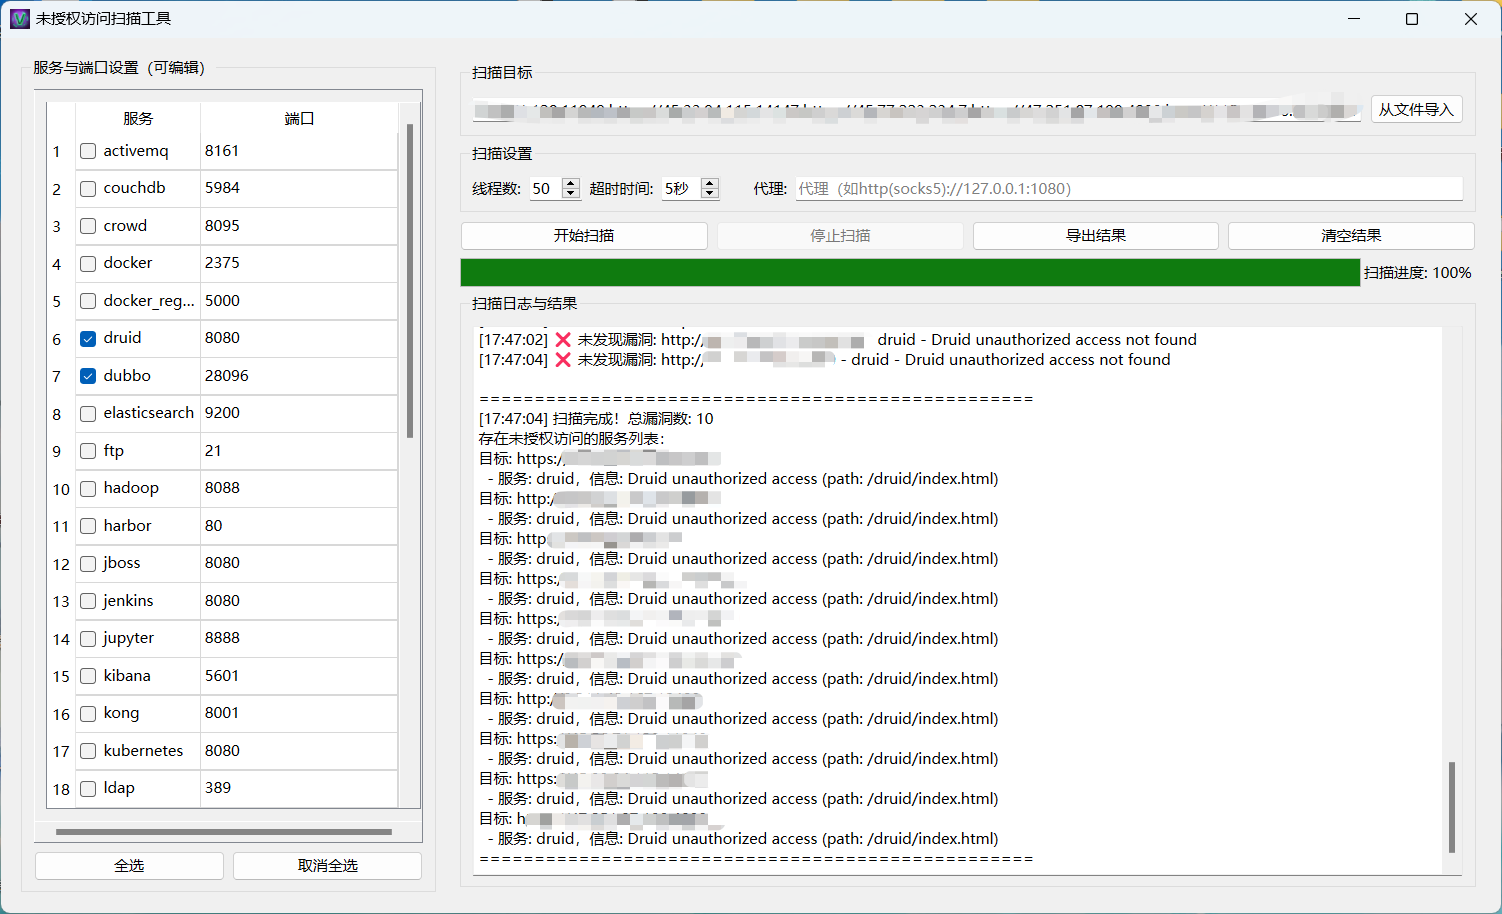 未授权访问扫描工具
服务与端口设置（可编辑）
服务 端口
1 activemq 8161
2 couchdb 5984
3 crowd 8095
4 docker 2375
5 docker_reg... 5000
6 druid 8080
7 dubbo 28096
8 elasticsearch 9200
9 ftp 21
10 hadoop 8088
11 harbor 80
12 jboss 8080
13 jenkins 8080
14 jupyter 8888
15 kibana 5601
16 kong 8001
17 kubernetes 8080
18 ldap 389
全选 取消全选
扫描目标
从文件导入
扫描设置
线程数: 50 超时时间: 5秒 代理: 代理（如http(socks5)://127.0.0.1:1080)
开始扫描 停止扫描 导出结果 清空结果
扫描进度: 100%
扫描日志与结果
[17:47:02] ❌ 未发现漏洞: http:/ druid - Druid unauthorized access not found
[17:47:04] ❌ 未发现漏洞: http:/ - druid - Druid unauthorized access not found
==================================================
[17:47:04] 扫描完成！总漏洞数: 10
存在未授权访问的服务列表：
目标: https:/
- 服务: druid，信息: Druid unauthorized access (path: /druid/index.html)
目标: http:/
- 服务: druid，信息: Druid unauthorized access (path: /druid/index.html)
目标: http
- 服务: druid，信息: Druid unauthorized access (path: /druid/index.html)
目标: https:
- 服务: druid，信息: Druid unauthorized access (path: /druid/index.html)
目标: https:
- 服务: druid，信息: Druid unauthorized access (path: /druid/index.html)
目标: https:/
- 服务: druid，信息: Druid unauthorized access (path: /druid/index.html)
目标: http:/
- 服务: druid，信息: Druid unauthorized access (path: /druid/index.html)
目标: https:
- 服务: druid，信息: Druid unauthorized access (path: /druid/index.html)
目标: https:
- 服务: druid，信息: Druid unauthorized access (path: /druid/index.html)
目标: h
- 服务: druid，信息: Druid unauthorized access (path: /druid/index.html)
==================================================